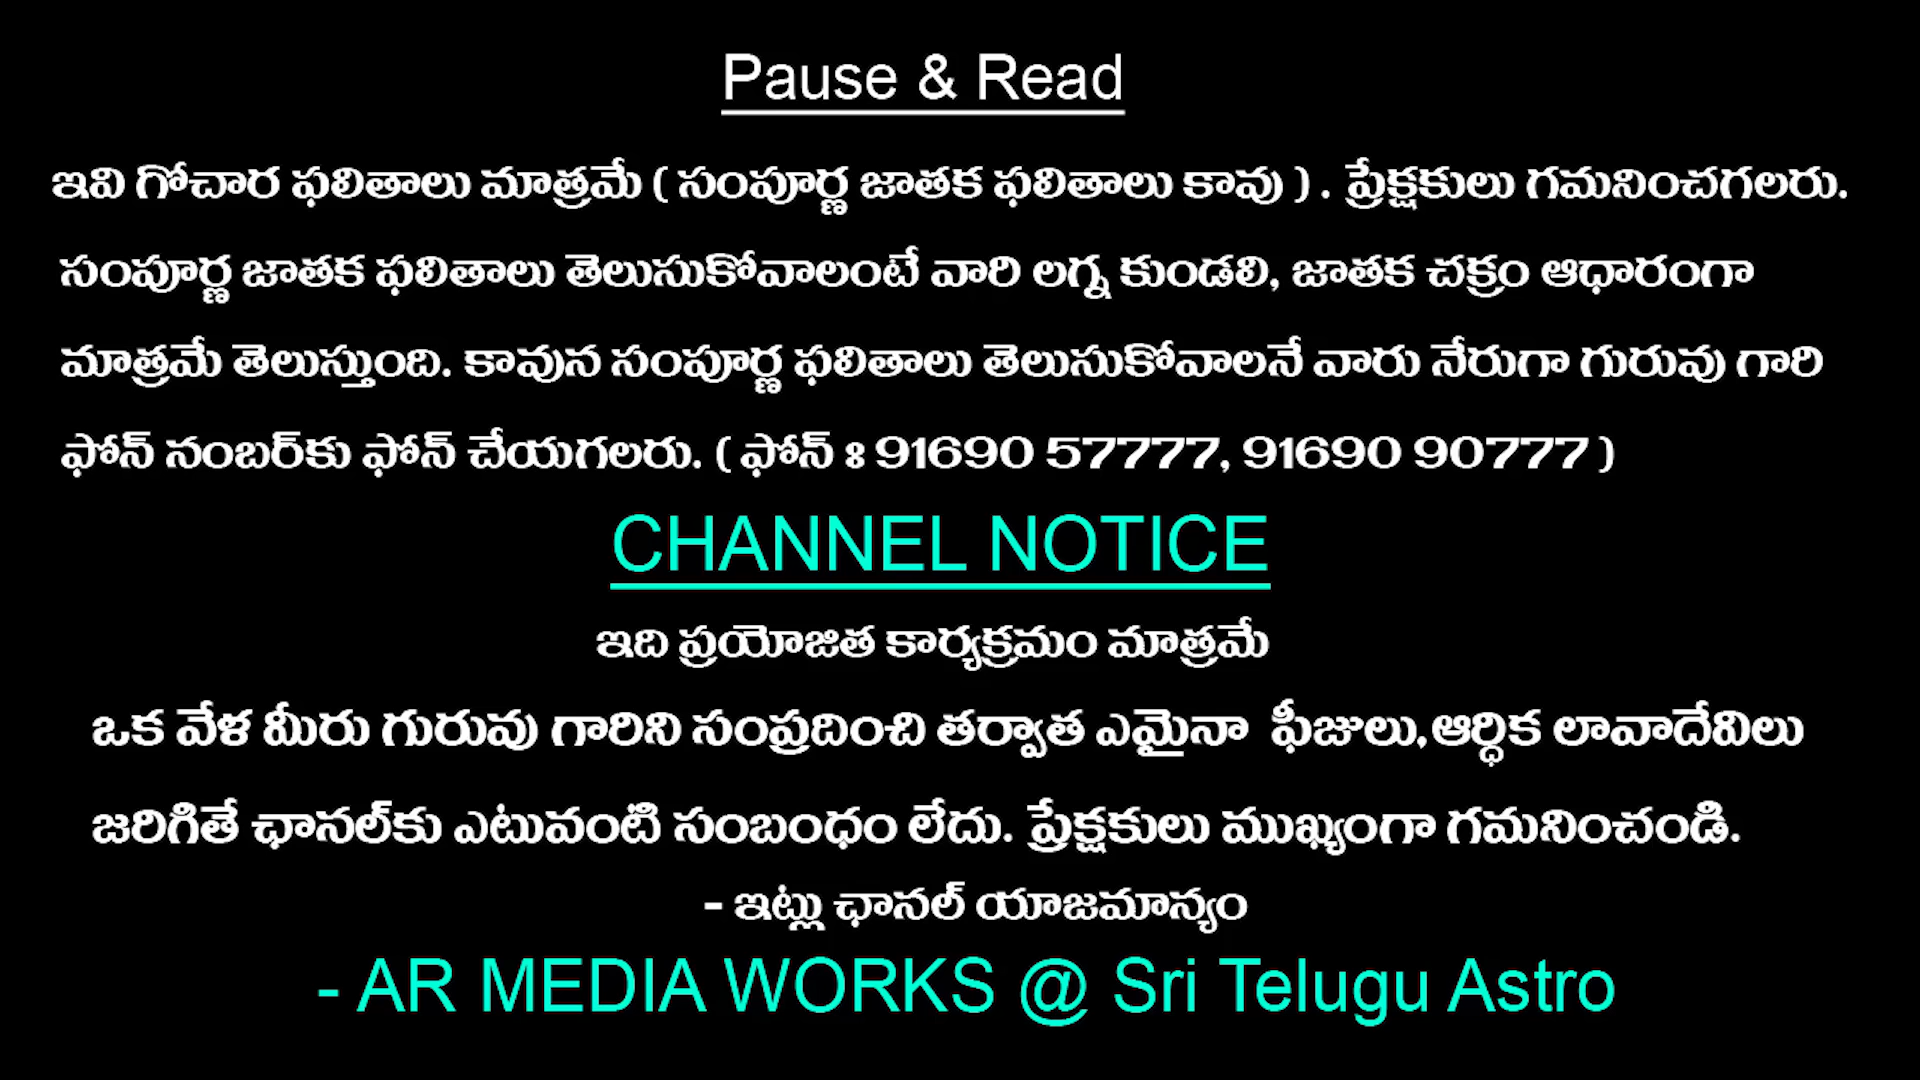 Pause & Read
ఇవి గోచార ఫలితాలు మాత్రమే ( సంపూర్ణ జాతక ఫలితాలు కావు ) . ప్రేక్షకులు గమనించగలరు.
సంపూర్ణ జాతక ఫలితాలు తెలుసుకోవాలంటే వారి లగ్న కుండలి, జాతక చక్రం ఆధారంగా
మాత్రమే తెలుస్తుంది. కావున సంపూర్ణ ఫలితాలు తెలుసుకోవాలనే వారు నేరుగా గురువు గారి
ఫోన్ నంబర్‌కు ఫోన్ చేయగలరు. ( ఫోన్ ః 91690 57777, 91690 90777 )
CHANNEL NOTICE
ఇది ప్రయోజిత కార్యక్రమం మాత్రమే
ఒక వేళ మీరు గురువు గారిని సంప్రదించి తర్వాత ఎమైనా ఫీజులు,ఆర్ధిక లావాదేవిలు
జరిగితే ఛానల్‌కు ఎటువంటి సంబంధం లేదు. ప్రేక్షకులు ముఖ్యంగా గమనించండి.
- ఇట్లు ఛానల్ యాజమాన్యం
- AR MEDIA WORKS @ Sri Telugu Astro